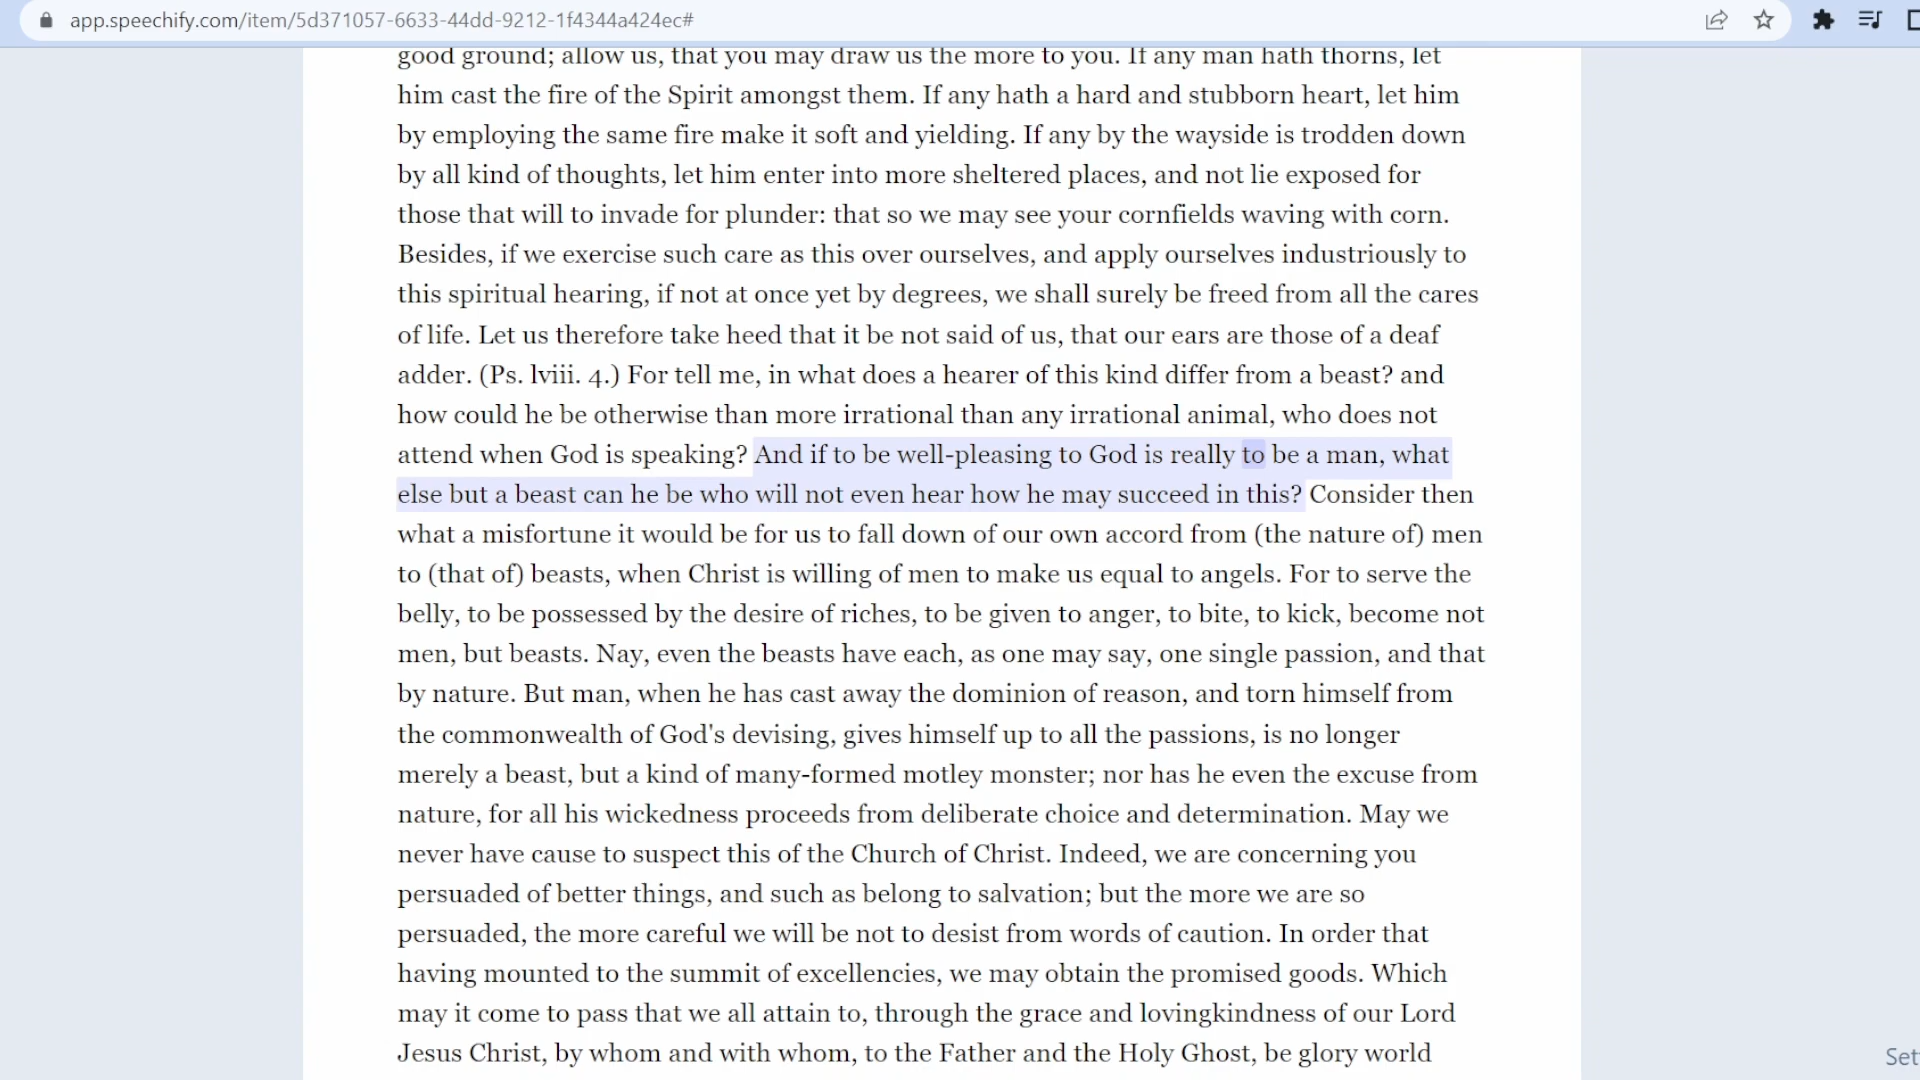 app.speechify.com/item/5d371057-6633-44dd-9212-1f4344a424ec#
good ground; allow us, that you may draw us the more to you. If any man hath thorns, let
him cast the fire of the Spirit amongst them. If any hath a hard and stubborn heart, let him
by employing the same fire make it soft and yielding. If any by the wayside is trodden down
by all kind of thoughts, let him enter into more sheltered places, and not lie exposed for
those that will to invade for plunder: that so we may see your cornfields waving with corn.
Besides, if we exercise such care as this over ourselves, and apply ourselves industriously to
this spiritual hearing, if not at once yet by degrees, we shall surely be freed from all the cares
of life. Let us therefore take heed that it be not said of us, that our ears are those of a deaf
adder. (Ps. lviii. 4.) For tell me, in what does a hearer of this kind differ from a beast? and
how could he be otherwise than more irrational than any irrational animal, who does not
attend when God is speaking? And if to be well-pleasing to God is really to be a man, what
else but a beast can he be who will not even hear how he may succeed in this? Consider then
what a misfortune it would be for us to fall down of our own accord from (the nature of) men
to (that of) beasts, when Christ is willing of men to make us equal to angels. For to serve the
belly, to be possessed by the desire of riches, to be given to anger, to bite, to kick, become not
men, but beasts. Nay, even the beasts have each, as one may say, one single passion, and that
by nature. But man, when he has cast away the dominion of reason, and torn himself from
the commonwealth of God's devising, gives himself up to all the passions, is no longer
merely a beast, but a kind of many-formed motley monster; nor has he even the excuse from
nature, for all his wickedness proceeds from deliberate choice and determination. May we
never have cause to suspect this of the Church of Christ. Indeed, we are concerning you
persuaded of better things, and such as belong to salvation; but the more we are so
persuaded, the more careful we will be not to desist from words of caution. In order that
having mounted to the summit of excellencies, we may obtain the promised goods. Which
may it come to pass that we all attain to, through the grace and lovingkindness of our Lord
Jesus Christ, by whom and with whom, to the Father and the Holy Ghost, be glory world